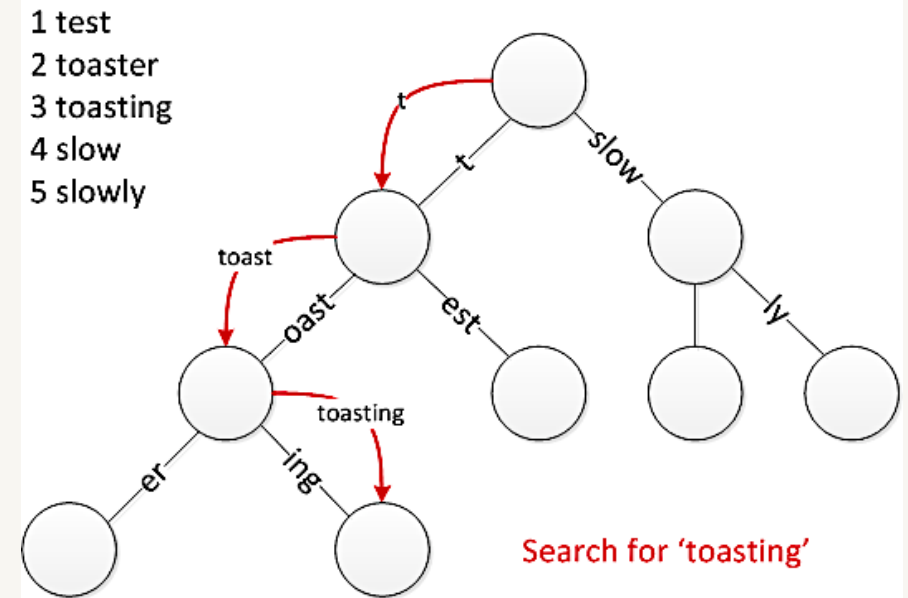 1 test
2 toaster
3 toasting
4 slow
5 slowly
t
t
slow
toast
oast
est
ly
toasting
er
ing
Search for ‘toasting’